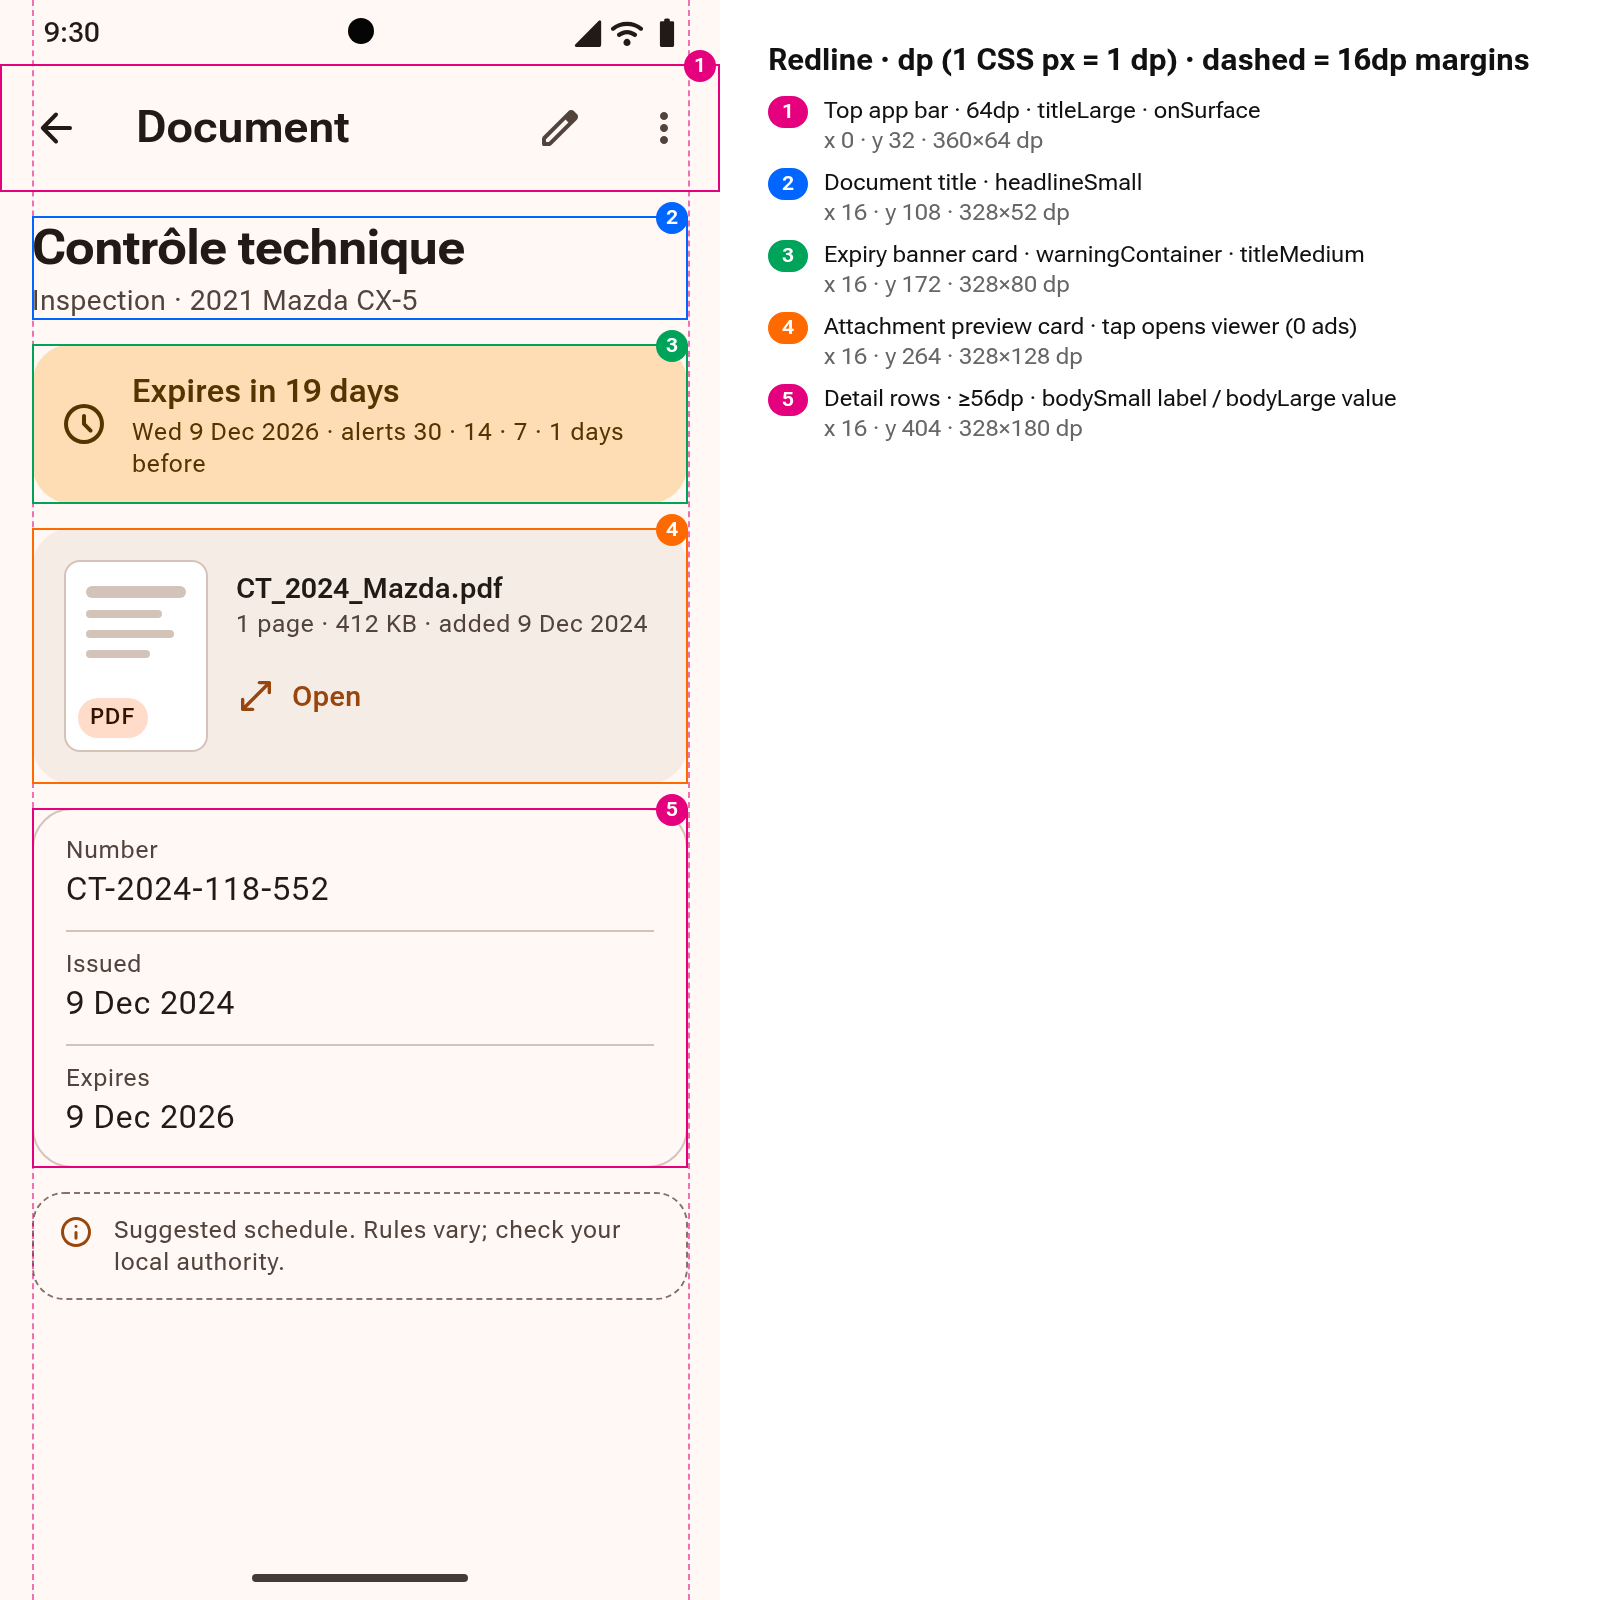 9:30
1
Document
2
Contrôle technique
Inspection · 2021 Mazda CX-5
3
Expires in 19 days
Wed 9 Dec 2026 · alerts 30 · 14 · 7 · 1 days
before
4
CT_2024_Mazda.pdf
1 page · 412 KB · added 9 Dec 2024
PDF
Open
5
Number
CT-2024-118-552
Issued
9 Dec 2024
Expires
9 Dec 2026
Suggested schedule. Rules vary; check your
local authority.
Redline · dp (1 CSS px = 1 dp) · dashed = 16dp margins
1 Top app bar · 64dp · titleLarge · onSurface
x 0 · y 32 · 360×64 dp
2 Document title · headlineSmall
x 16 · y 108 · 328×52 dp
3 Expiry banner card · warningContainer · titleMedium
x 16 · y 172 · 328×80 dp
4 Attachment preview card · tap opens viewer (0 ads)
x 16 · y 264 · 328×128 dp
5 Detail rows · ≥56dp · bodySmall label / bodyLarge value
x 16 · y 404 · 328×180 dp